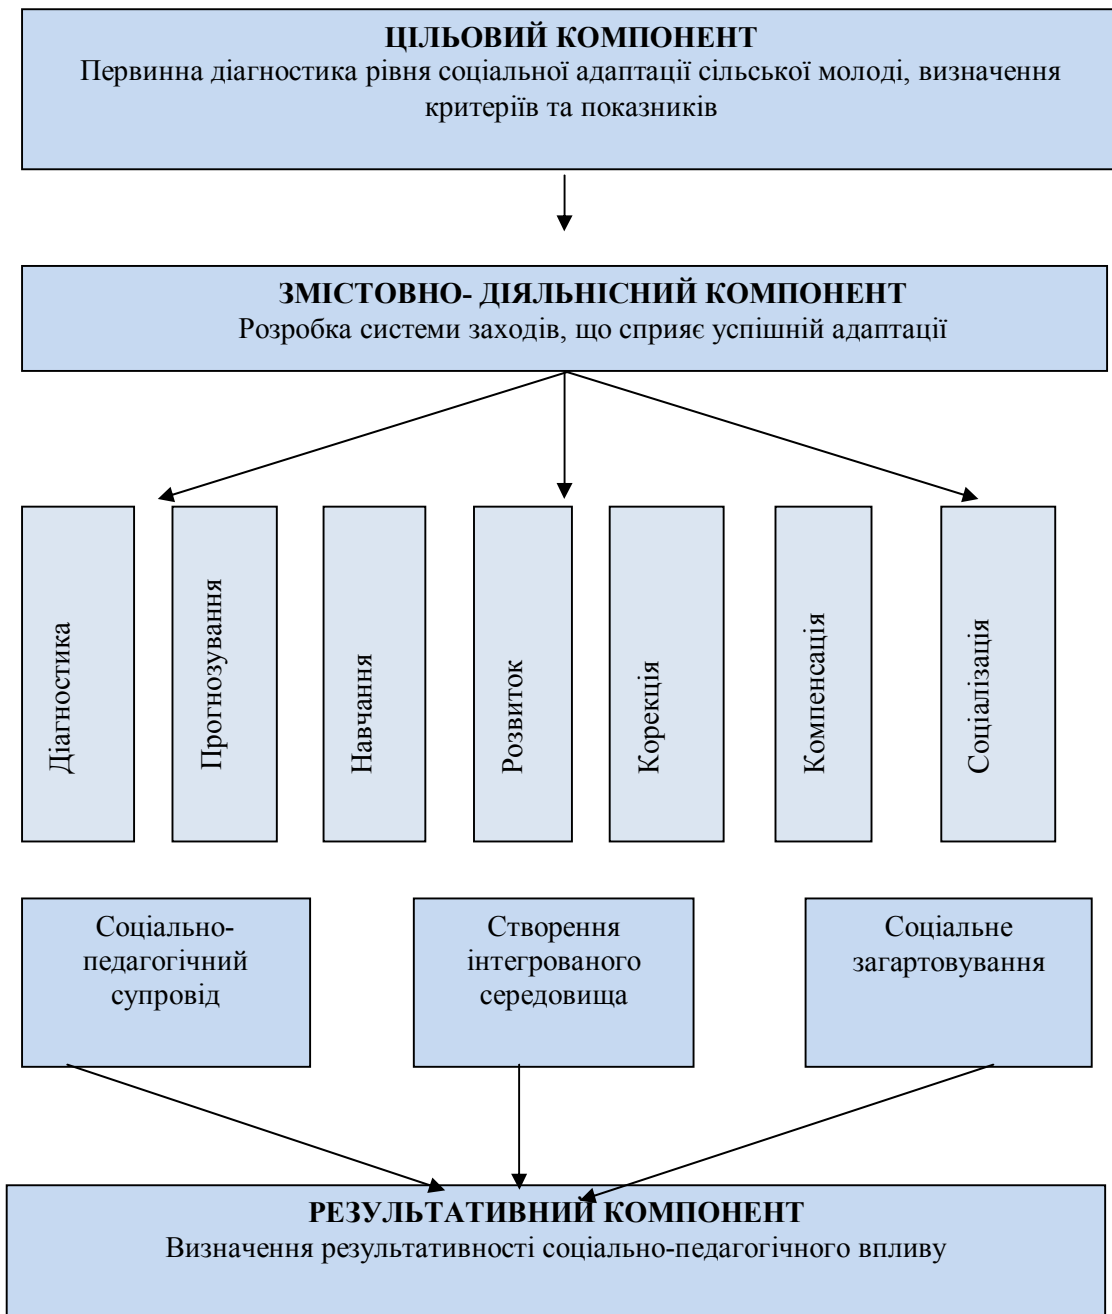 ЦІЛЬОВИЙ КОМПОНЕНТ
Первинна діагностика рівня соціальної адаптації сільської молоді, визначення
критеріїв та показників
ЗМІСТОВНО- ДІЯЛЬНІСНИЙ КОМПОНЕНТ
Розробка системи заходів, що сприяє успішній адаптації
Діагностика
Прогнозування
Навчання
Розвиток
Корекція
Компенсація
Соціалізація
Соціально-
педагогічний
супровід
Створення
інтегрованого
середовища
Соціальне
загартовування
РЕЗУЛЬТАТИВНИЙ КОМПОНЕНТ
Визначення результативності соціально-педагогічного впливу